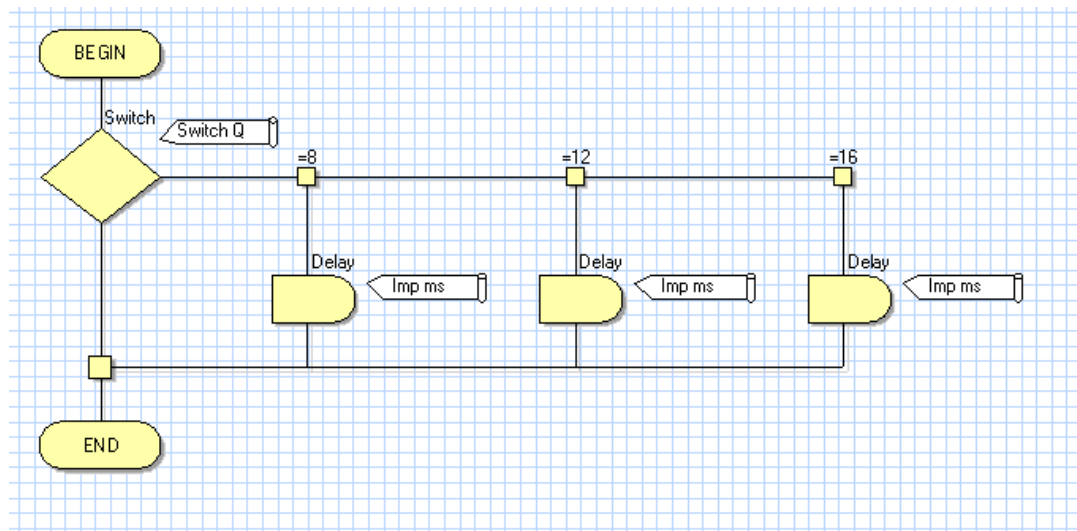 BEGIN
Switch
Switch Q
=8
=12
=16
Delay
Imp ms
Delay
Imp ms
Delay
Imp ms
END